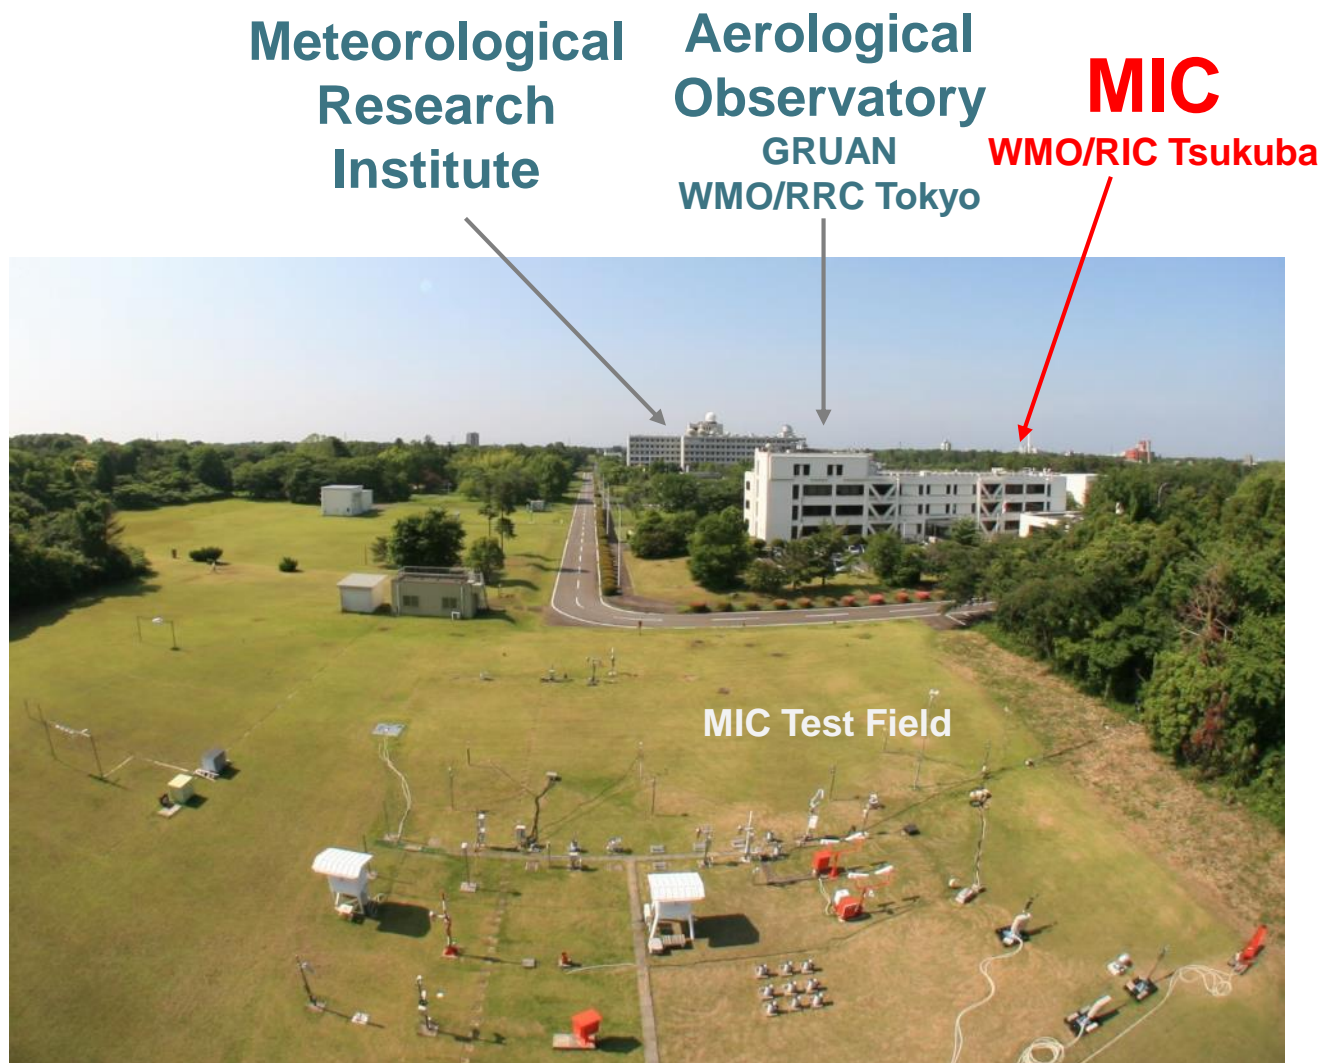 Meteorological
Research
Institute
Aerological
Observatory
GRUAN
WMO/RRC Tokyo
MIC
WMO/RIC Tsukuba
MIC Test Field